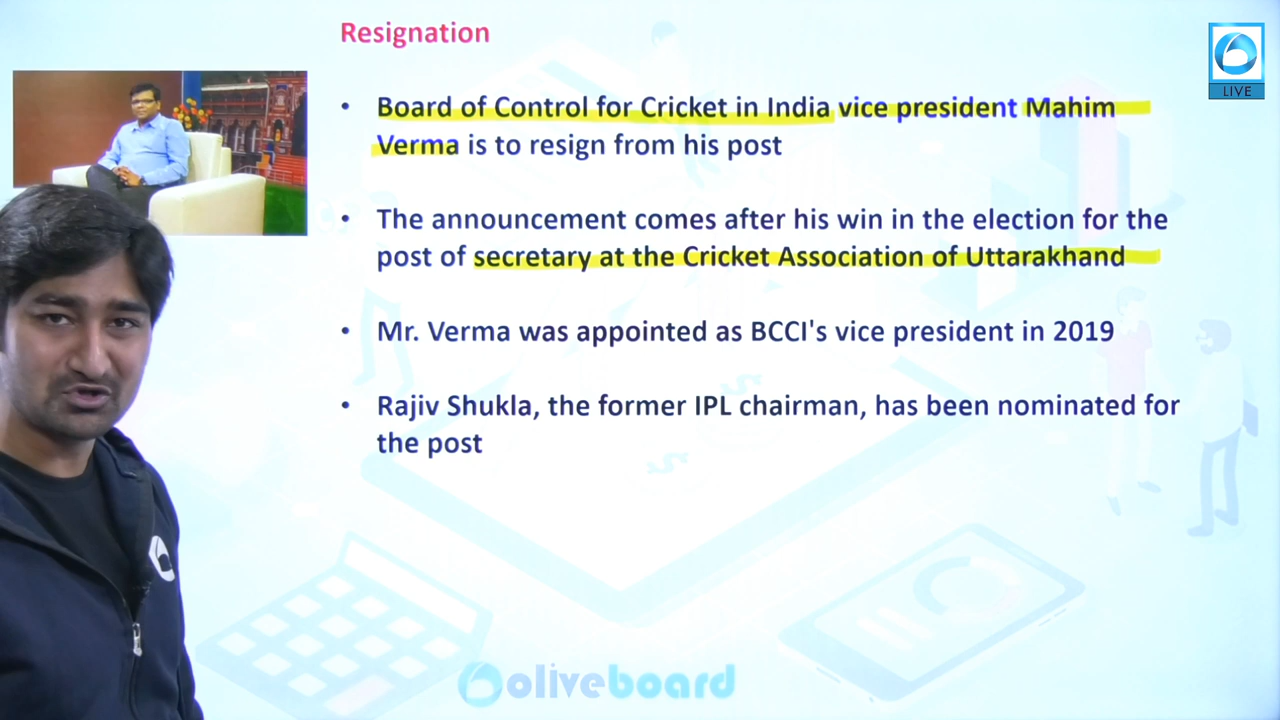 Resignation
LIVE
• Board of Control for Cricket in India vice president Mahim
Verma is to resign from his post
• The announcement comes after his win in the election for the
post of secretary at the Cricket Association of Uttarakhand
• Mr. Verma was appointed as BCCI's vice president in 2019
• Rajiv Shukla, the former IPL chairman, has been nominated for
the post
oliveboard